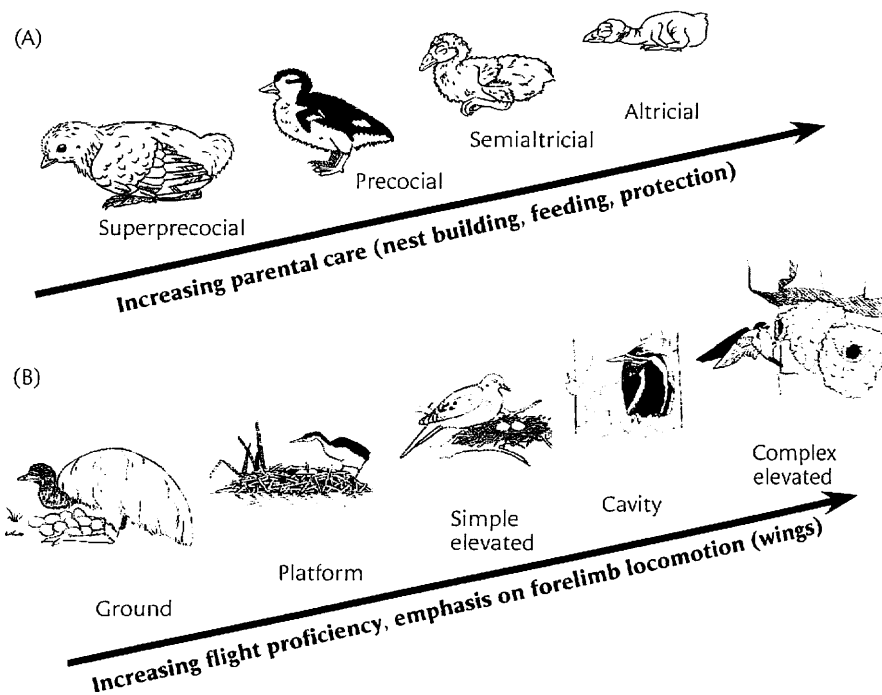 (A)
Superprecocial
Precocial
Semialtricial
Altricial
Increasing parental care (nest building, feeding, protection)
(B)
Ground
Platform
Simple
elevated
Cavity
Complex
elevated
Increasing flight proficiency, emphasis on forelimb locomotion (wings)